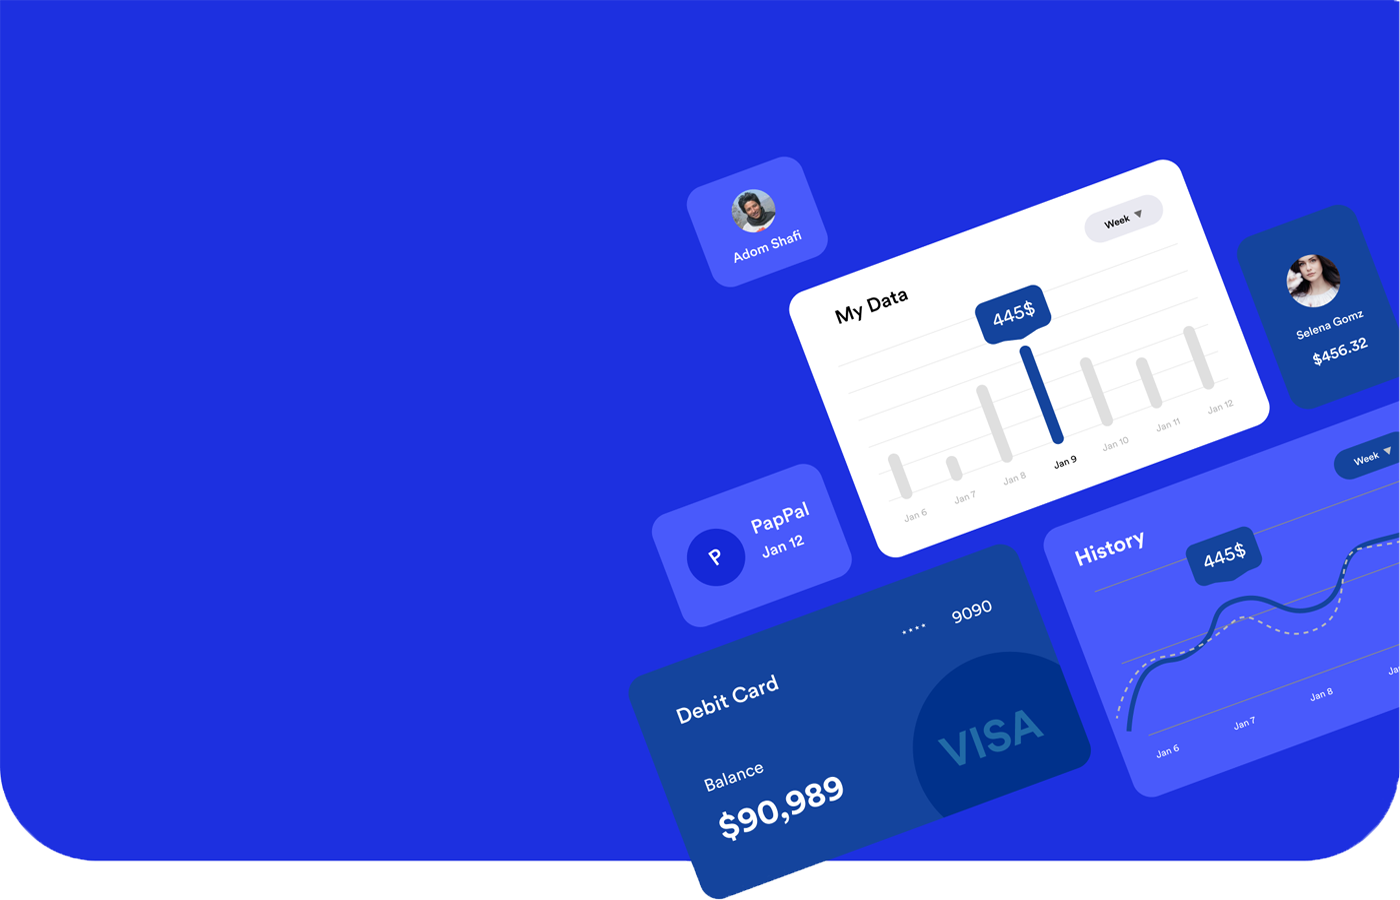 Adom Shafi
My Data
Week
445$
Jan 6
Jan 7
Jan 8
Jan 9
Jan 10
Jan 11
Jan 12
Selena Gomz
$456.32
P
PapPal
Jan 12
Debit Card
•••• 9090
Balance
$90,989
VISA
History
Week
445$
Jan 6
Jan 7
Jan 8